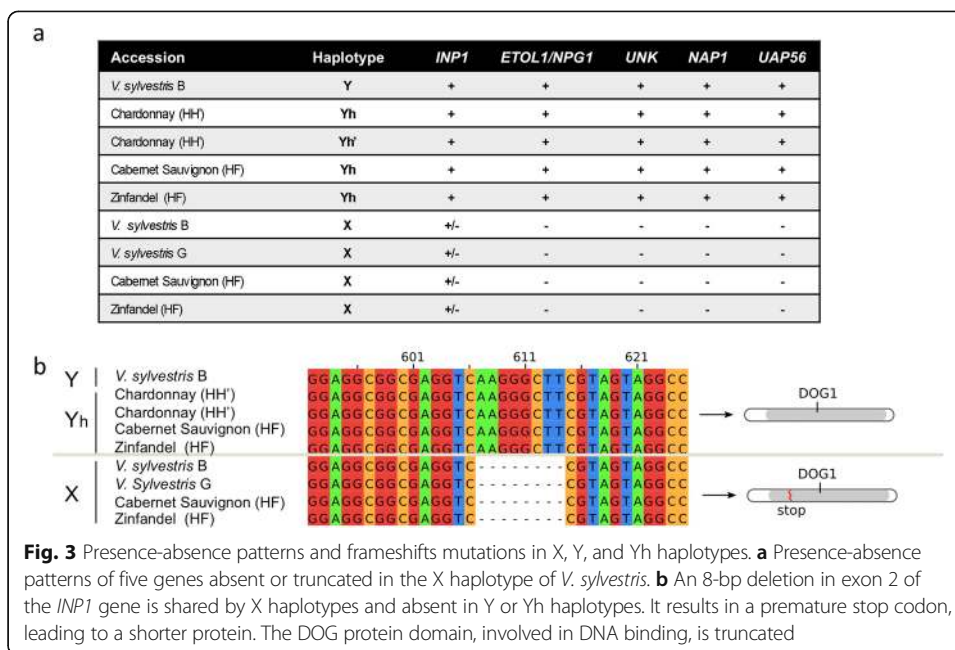 a
Accession Haplotype INP1 ETOL1/NPG1 UNK NAP1 UAP56
V. sylvestris B Y + + + + +
Chardonnay (HH') Yh + + + + +
Chardonnay (HH') Yh' + + + + +
Cabernet Sauvignon (HF) Yh + + + + +
Zinfandel (HF) Yh + + + + +
V. sylvestris B X +/- - - - -
V. sylvestris G X +/- - - - -
Cabernet Sauvignon (HF) X +/- - - - -
Zinfandel (HF) X +/- - - - -
b
601 611 621
Y V. sylvestris B GGAGGCGGCGAGGTCAAGGGCTTCGTAGTAGGCC
Yh
Chardonnay (HH') GGAGGCGGCGAGGTCAAGGGCTTCGTAGTAGGCC
Chardonnay (HH') GGAGGCGGCGAGGTCAAGGGCTTCGTAGTAGGCC
Cabernet Sauvignon (HF) GGAGGCGGCGAGGTCAAGGGCTTCGTAGTAGGCC
Zinfandel (HF) GGAGGCGGCGAGGTCAAGGGCTTCGTAGTAGGCC
DOG1
X
V. sylvestris B GGAGGCGGCGAGGTC--------CGTAGTAGGCC
V. Sylvestris G GGAGGCGGCGAGGTC--------CGTAGTAGGCC
Cabernet Sauvignon (HF) GGAGGCGGCGAGGTC--------CGTAGTAGGCC
Zinfandel (HF) GGAGGCGGCGAGGTC--------CGTAGTAGGCC
DOG1
stop
Fig. 3 Presence-absence patterns and frameshifts mutations in X, Y, and Yh haplotypes. a Presence-absence
patterns of five genes absent or truncated in the X haplotype of V. sylvestris. b An 8-bp deletion in exon 2 of
the INP1 gene is shared by X haplotypes and absent in Y or Yh haplotypes. It results in a premature stop codon,
leading to a shorter protein. The DOG protein domain, involved in DNA binding, is truncated